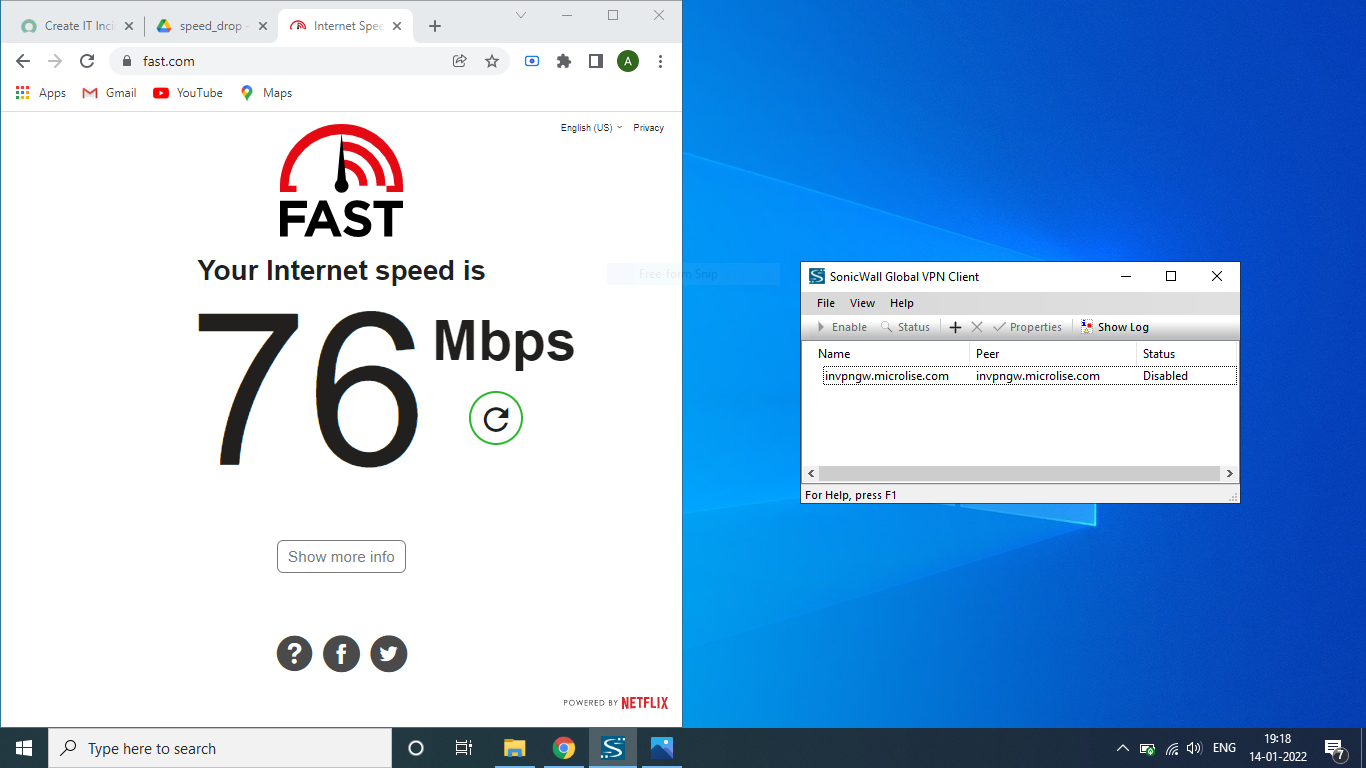 Create IT Inci
speed_drop -
Internet Spee
fast.com
A
Apps
Gmail
YouTube
Maps
English (US)
Privacy
FAST
Your Internet speed is
76 Mbps
Free-form Snip
Show more info
?
f
POWERED BY NETFLIX
SonicWall Global VPN Client
File View Help
Enable Status Properties Show Log
Name Peer Status
invpngw.microlise.com invpngw.microlise.com Disabled
For Help, press F1
Type here to search
ENG
19:18
14-01-2022
7